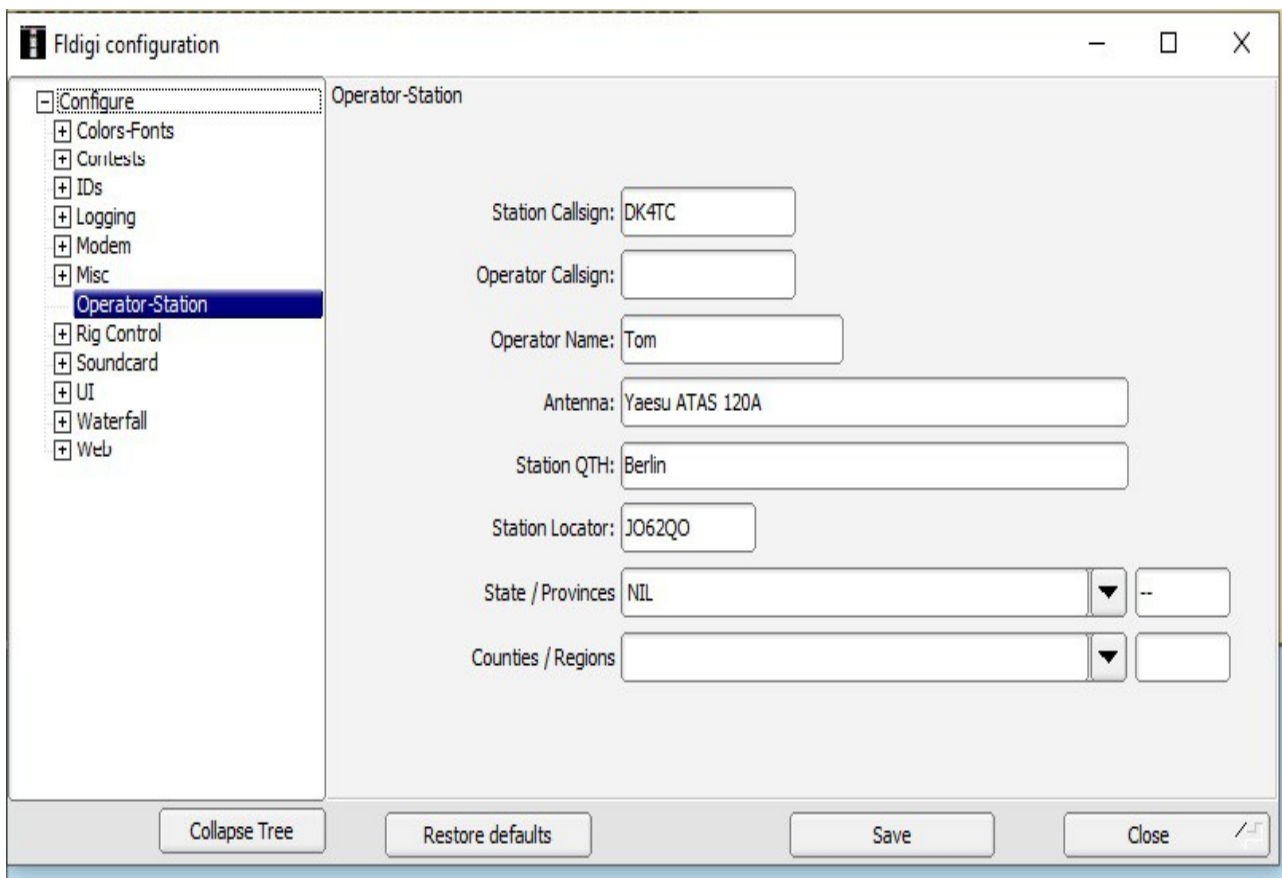 Fldigi configuration
Configure
Colors-Fonts
Contests
IDs
Logging
Modem
Misc
Operator-Station
Rig Control
Soundcard
UI
Waterfall
Web
Operator-Station
Station Callsign: DK4TC
Operator Callsign:
Operator Name: Tom
Antenna: Yaesu ATAS 120A
Station QTH: Berlin
Station Locator: JO62QO
State / Provinces NIL --
Counties / Regions
Collapse Tree Restore defaults Save Close